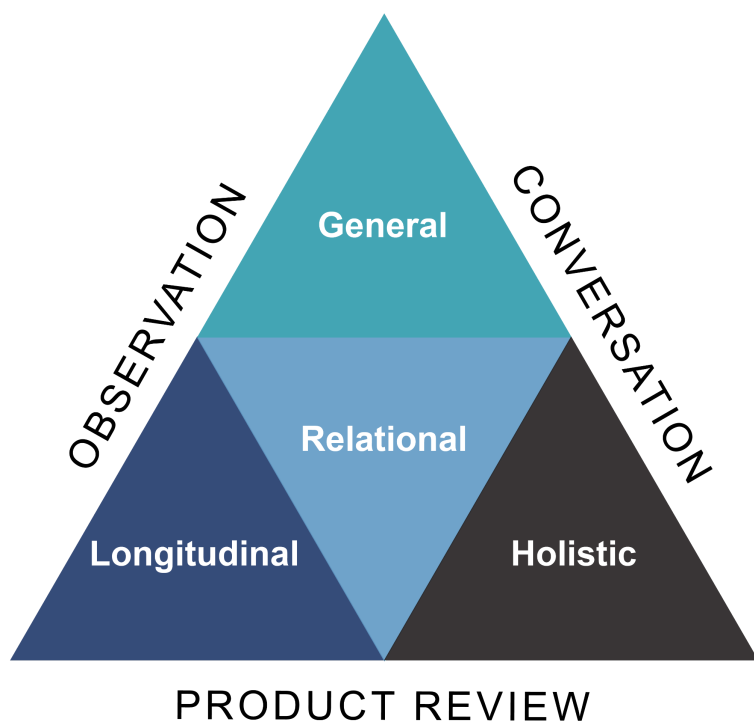 General
OBSERVATION
CONVERSATION
Relational
Longitudinal
Holistic
PRODUCT REVIEW